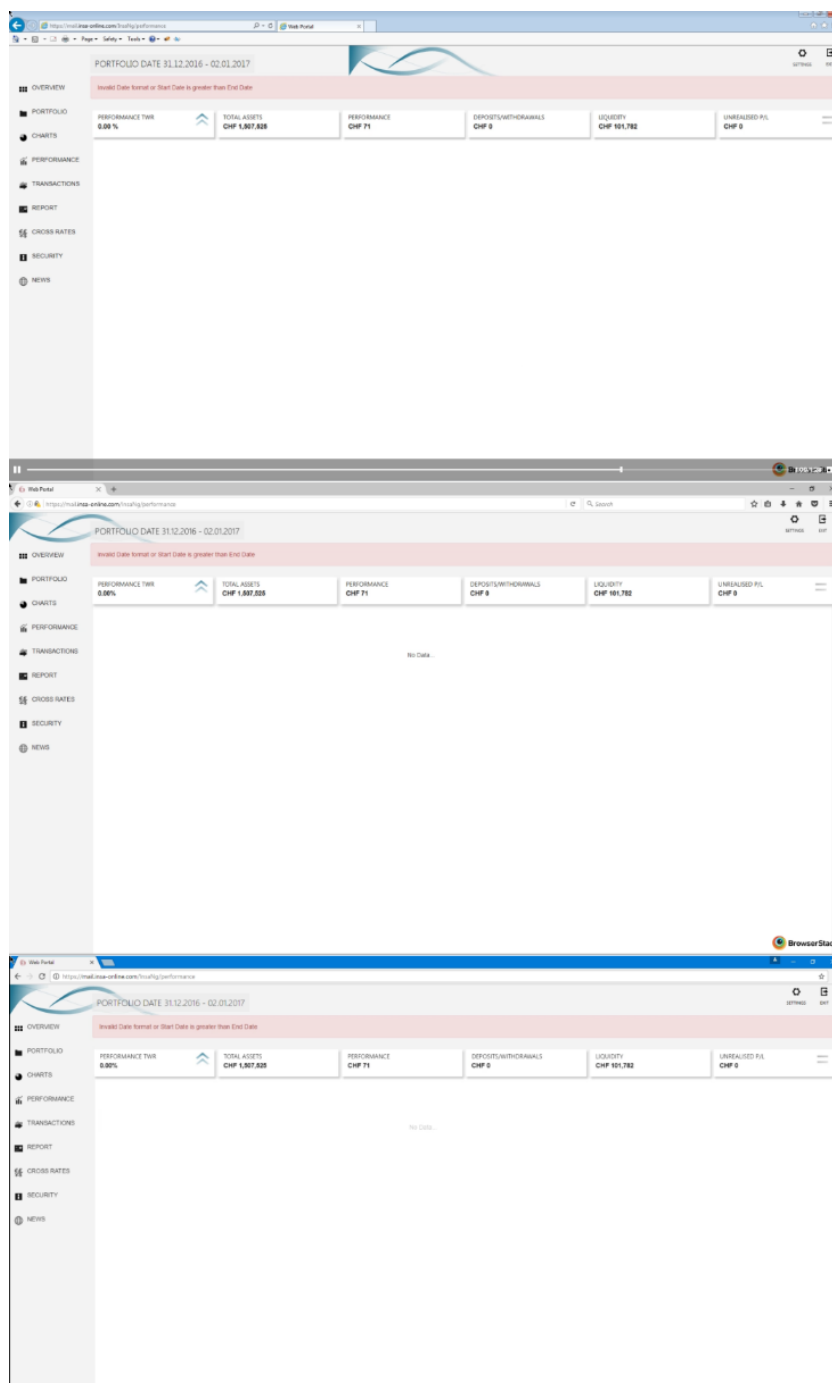 Web Portal
Page Safety Tools
PORTFOLIO DATE 31.12.2016 - 02.01.2017
SETTINGS
Invalid Date format or Start Date is greater than End Date
OVERVIEW
PORTFOLIO
CHARTS
PERFORMANCE
TRANSACTIONS
REPORT
CROSS RATES
SECURITY
NEWS
PERFORMANCE TWR
0.00 %
TOTAL ASSETS
CHF 1,507,525
PERFORMANCE
CHF 71
DEPOSITS/WITHDRAWALS
CHF 0
LIQUIDITY
CHF 101,782
UNREALISED P/L
CHF 0
Web Portal
Search
PORTFOLIO DATE 31.12.2016 - 02.01.2017
SETTINGS
EXIT
Invalid Date format or Start Date is greater than End Date
OVERVIEW
PORTFOLIO
CHARTS
PERFORMANCE
TRANSACTIONS
REPORT
CROSS RATES
SECURITY
NEWS
PERFORMANCE TWR
0.00%
TOTAL ASSETS
CHF 1,507,525
PERFORMANCE
CHF 71
DEPOSITS/WITHDRAWALS
CHF 0
LIQUIDITY
CHF 101,782
UNREALISED P/L
CHF 0
No Data...
BrowserStac
Web Portal
PORTFOLIO DATE 31.12.2016 - 02.01.2017
SETTINGS
EXIT
Invalid Date format or Start Date is greater than End Date
OVERVIEW
PORTFOLIO
CHARTS
PERFORMANCE
TRANSACTIONS
REPORT
CROSS RATES
SECURITY
NEWS
PERFORMANCE TWR
0.00%
TOTAL ASSETS
CHF 1,507,525
PERFORMANCE
CHF 71
DEPOSITS/WITHDRAWALS
CHF 0
LIQUIDITY
CHF 101,782
UNREALISED P/L
CHF 0
No Data...